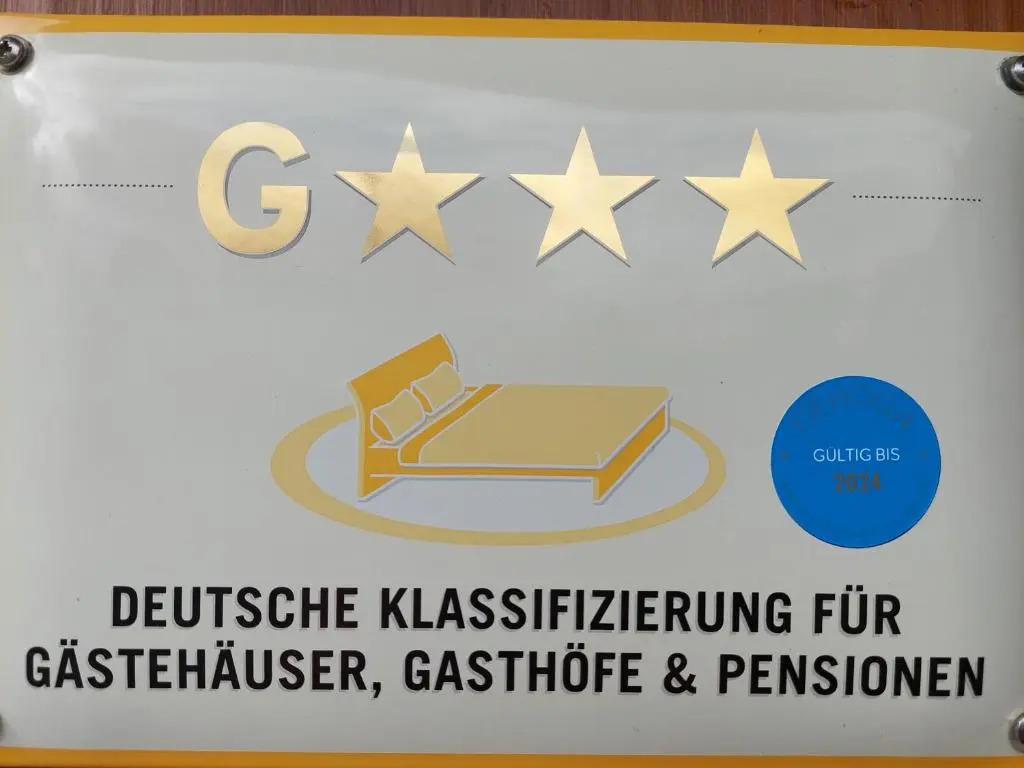 G★★★
GÜLTIG BIS
2024
DEUTSCHE KLASSIFIZIERUNG FÜR
GÄSTEHÄUSER, GASTHÖFE & PENSIONEN